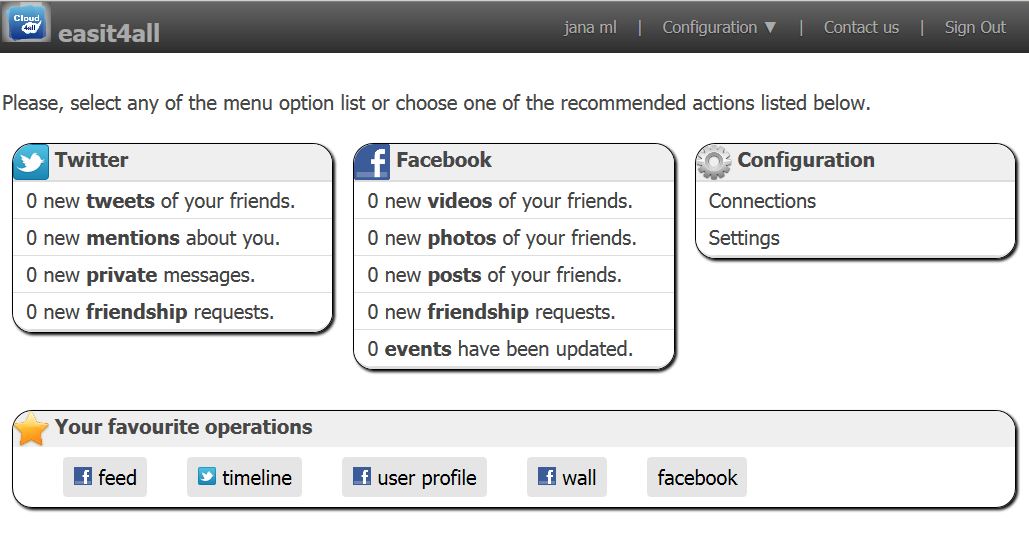 Cloud 4all
easit4all
jana ml | Configuration ▼ | Contact us | Sign Out
Please, select any of the menu option list or choose one of the recommended actions listed below.
Twitter
0 new tweets of your friends.
0 new mentions about you.
0 new private messages.
0 new friendship requests.
Facebook
0 new videos of your friends.
0 new photos of your friends.
0 new posts of your friends.
0 new friendship requests.
0 events have been updated.
Configuration
Connections
Settings
Your favourite operations
feed timeline user profile wall facebook